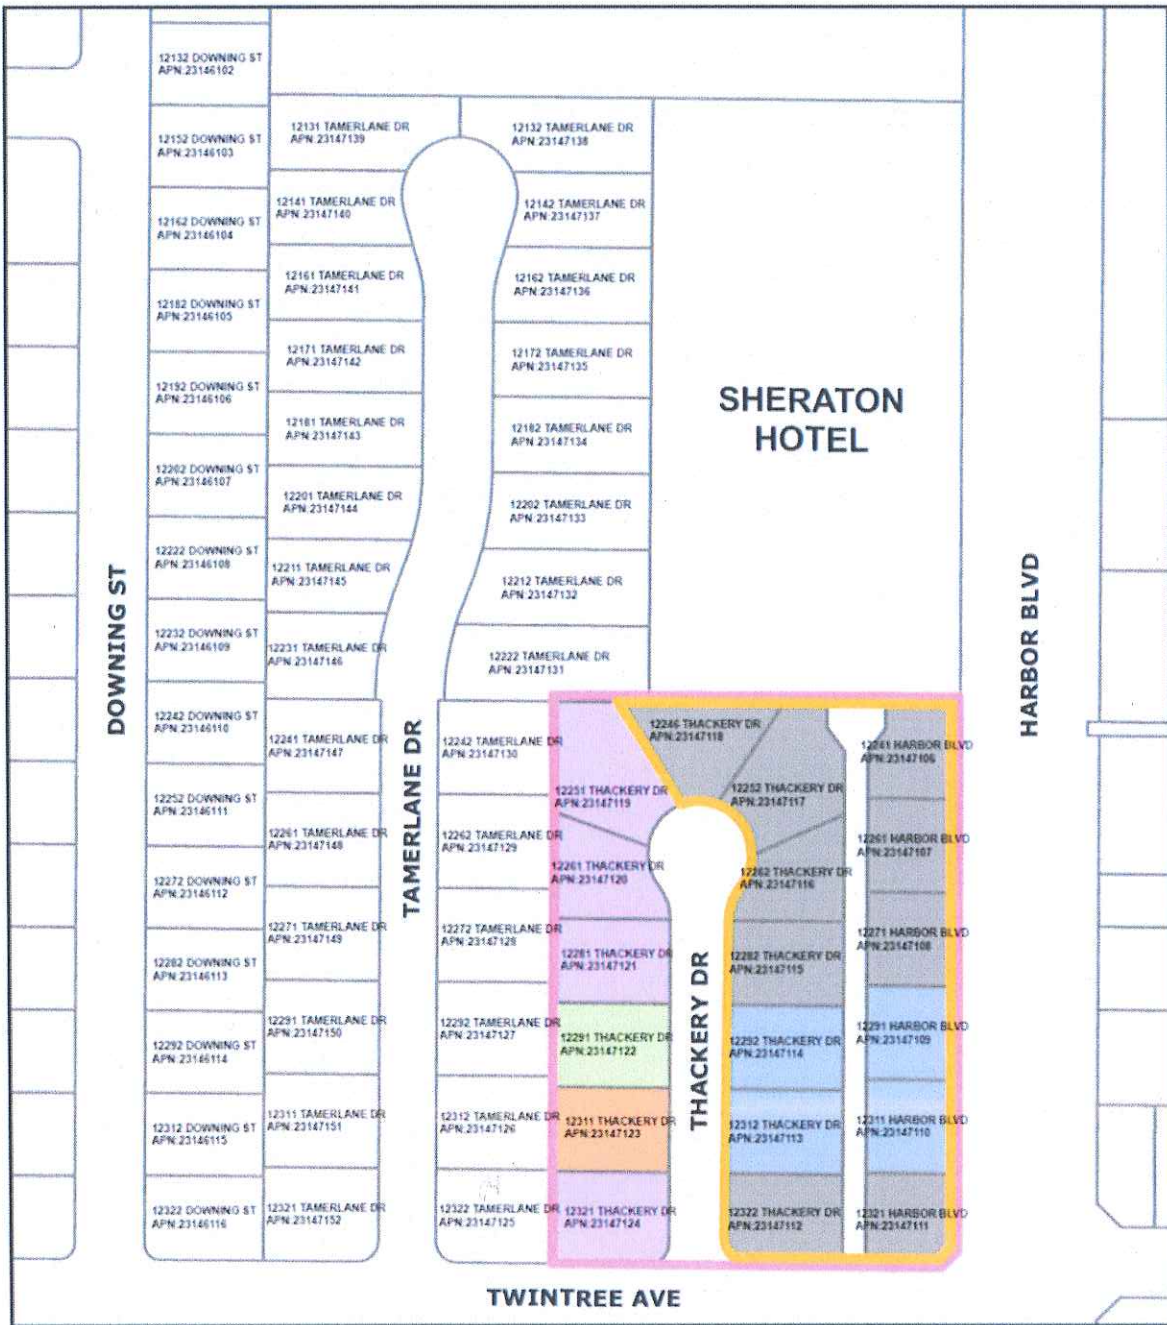 12132 DOWNING ST
APN:23146102
12152 DOWNING ST
APN:23146103
12162 DOWNING ST
APN:23146104
12182 DOWNING ST
APN:23146105
12192 DOWNING ST
APN:23146106
12202 DOWNING ST
APN:23146107
12222 DOWNING ST
APN:23146108
12232 DOWNING ST
APN:23146109
12242 DOWNING ST
APN:23146110
12252 DOWNING ST
APN:23146111
12272 DOWNING ST
APN:23146112
12282 DOWNING ST
APN:23146113
12292 DOWNING ST
APN:23146114
12312 DOWNING ST
APN:23146115
12322 DOWNING ST
APN:23146116
12131 TAMERLANE DR
APN:23147139
12141 TAMERLANE DR
APN:23147140
12161 TAMERLANE DR
APN:23147141
12171 TAMERLANE DR
APN:23147142
12181 TAMERLANE DR
APN:23147143
12201 TAMERLANE DR
APN:23147144
12211 TAMERLANE DR
APN:23147145
12231 TAMERLANE DR
APN:23147146
12241 TAMERLANE DR
APN:23147147
12261 TAMERLANE DR
APN:23147148
12271 TAMERLANE DR
APN:23147149
12291 TAMERLANE DR
APN:23147150
12311 TAMERLANE DR
APN:23147151
12321 TAMERLANE DR
APN:23147152
12132 TAMERLANE DR
APN:23147138
12142 TAMERLANE DR
APN:23147137
12162 TAMERLANE DR
APN:23147136
12172 TAMERLANE DR
APN:23147135
12182 TAMERLANE DR
APN:23147134
12202 TAMERLANE DR
APN:23147133
12212 TAMERLANE DR
APN:23147132
12222 TAMERLANE DR
APN:23147131
12242 TAMERLANE DR
APN:23147130
12262 TAMERLANE DR
APN:23147129
12272 TAMERLANE DR
APN:23147128
12292 TAMERLANE DR
APN:23147127
12312 TAMERLANE DR
APN:23147126
12322 TAMERLANE DR
APN:23147125
SHERATON
HOTEL
12246 THACKERY DR
APN:23147118
12251 THACKERY DR
APN:23147119
12252 THACKERY DR
APN:23147117
12261 THACKERY DR
APN:23147120
12262 THACKERY DR
APN:23147116
12281 THACKERY DR
APN:23147121
12282 THACKERY DR
APN:23147115
12291 THACKERY DR
APN:23147122
12292 THACKERY DR
APN:23147114
12311 THACKERY DR
APN:23147123
12312 THACKERY DR
APN:23147113
12321 THACKERY DR
APN:23147124
12322 THACKERY DR
APN:23147112
12241 HARBOR BLVD
APN:23147106
12261 HARBOR BLVD
APN:23147107
12271 HARBOR BLVD
APN:23147108
12291 HARBOR BLVD
APN:23147109
12311 HARBOR BLVD
APN:23147110
12321 HARBOR BLVD
APN:23147111
DOWNING ST
TAMERLANE DR
THACKERY DR
HARBOR BLVD
TWINTREE AVE